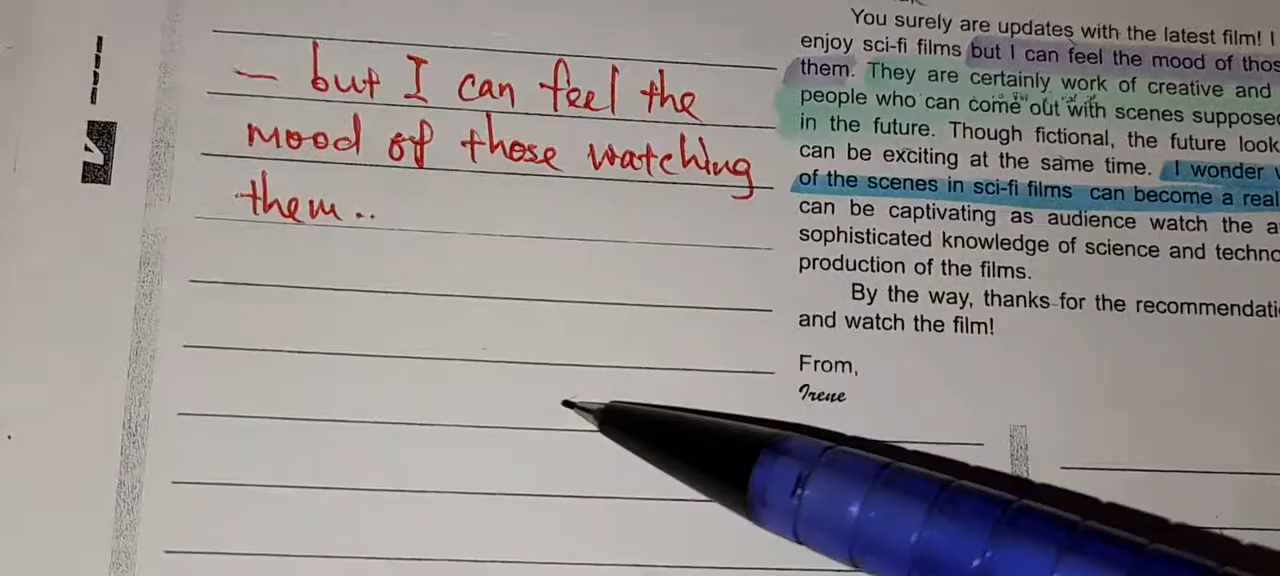 – but I can feel the
mood of those watching
them..
You surely are updates with the latest film! I
enjoy sci-fi films but I can feel the mood of
them. They are certainly work of creative and
people who can come out with scenes
in the future. Though fictional, the future look
can be exciting at the same time. I wonder
of the scenes in sci-fi films can become a
can be captivating as audience watch the
sophisticated knowledge of science and
production of the films.
By the way, thanks for the
and watch the film!
From,
Irene